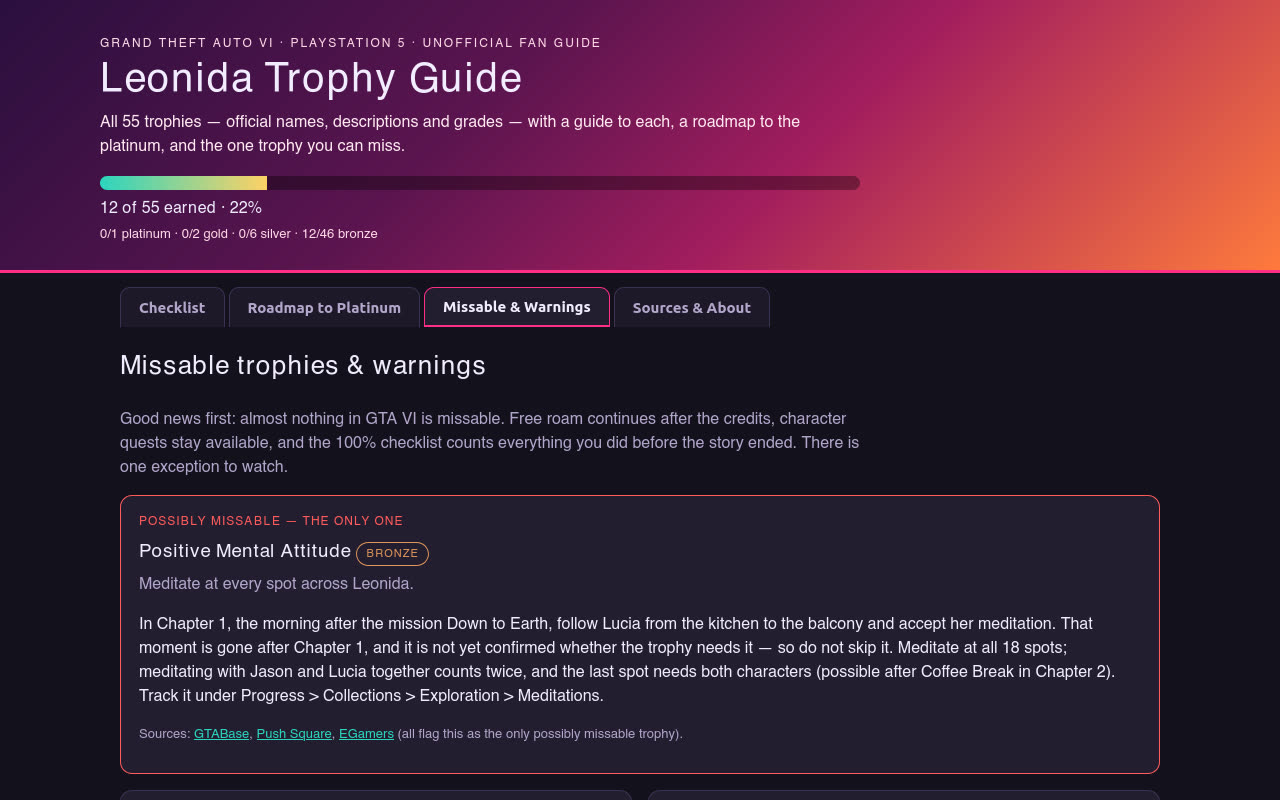 GRAND THEFT AUTO VI · PLAYSTATION 5 · UNOFFICIAL FAN GUIDE
Leonida Trophy Guide
All 55 trophies — official names, descriptions and grades — with a guide to each, a roadmap to the
platinum, and the one trophy you can miss.
12 of 55 earned · 22%
0/1 platinum · 0/2 gold · 0/6 silver · 12/46 bronze
Checklist
Roadmap to Platinum
Missable & Warnings
Sources & About
Missable trophies & warnings
Good news first: almost nothing in GTA VI is missable. Free roam continues after the credits, character
quests stay available, and the 100% checklist counts everything you did before the story ended. There is
one exception to watch.
POSSIBLY MISSABLE — THE ONLY ONE
Positive Mental Attitude BRONZE
Meditate at every spot across Leonida.
In Chapter 1, the morning after the mission Down to Earth, follow Lucia from the kitchen to the balcony and accept her meditation. That
moment is gone after Chapter 1, and it is not yet confirmed whether the trophy needs it — so do not skip it. Meditate at all 18 spots;
meditating with Jason and Lucia together counts twice, and the last spot needs both characters (possible after Coffee Break in Chapter 2).
Track it under Progress > Collections > Exploration > Meditations.
Sources: GTABase, Push Square, EGamers (all flag this as the only possibly missable trophy).